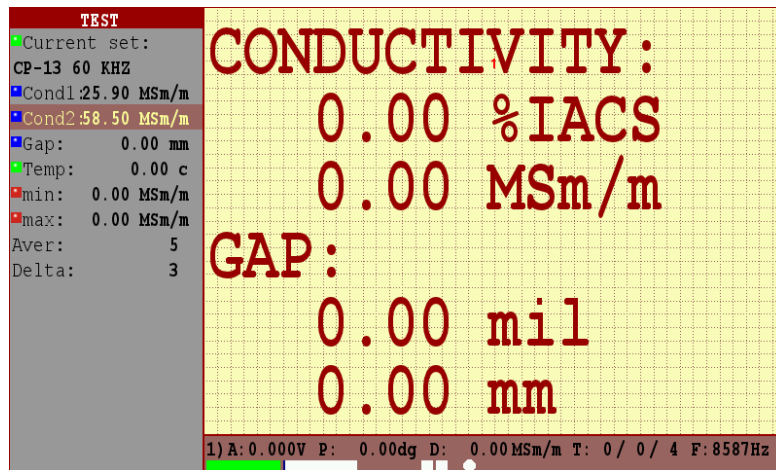 TEST
Current set:
CP-13 60 KHZ
Cond1:25.90 MSm/m
Cond2:58.50 MSm/m
Gap: 0.00 mm
Temp: 0.00 c
min: 0.00 MSm/m
max: 0.00 MSm/m
Aver: 5
Delta: 3
CONDUCTIVITY:
1
0.00 %IACS
0.00 MSm/m
GAP:
0.00 mil
0.00 mm
1)A:0.000V P: 0.00dg D: 0.00MSm/m T: 0/ 0/ 4 F:8587Hz